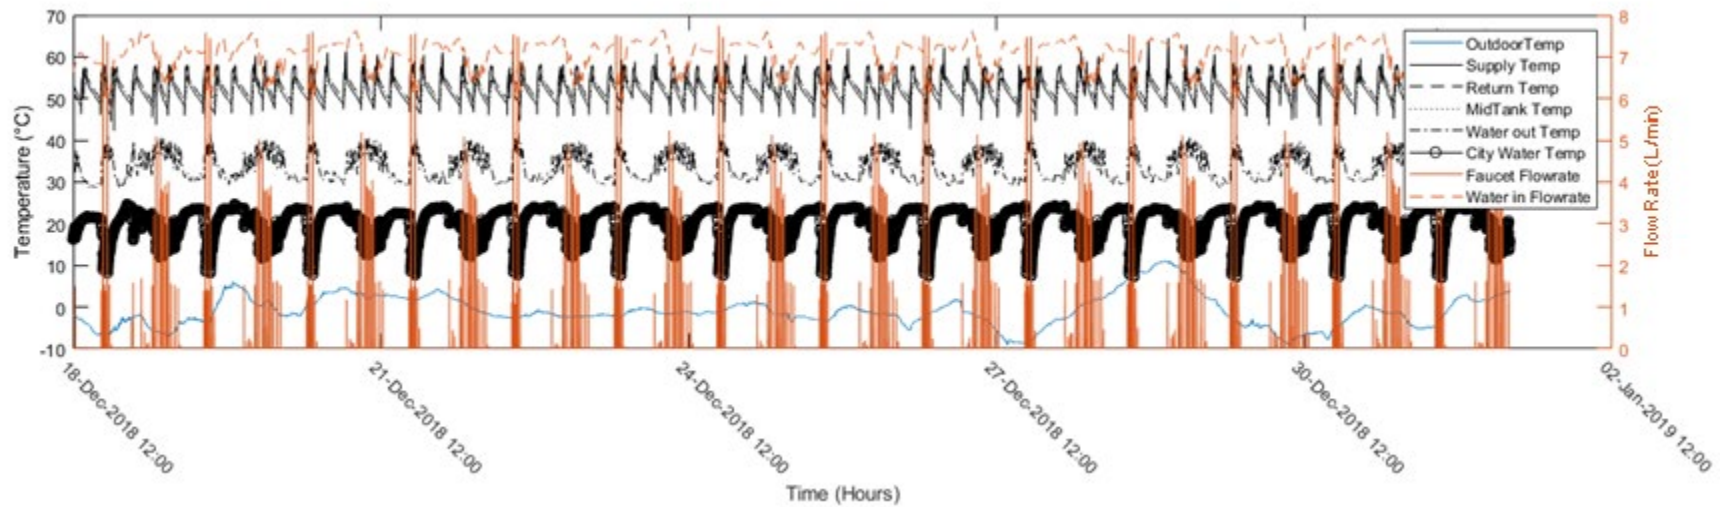 70
60
50
40
30
20
10
0
-10
Temperature (°C)
8
7
6
5
4
3
2
1
0
Flow Rate(L/min)
OutdoorTemp
Supply Temp
Return Temp
MidTank Temp
Water out Temp
City Water Temp
Faucet Flowrate
Water in Flowrate
18-Dec-2018 12:00
21-Dec-2018 12:00
24-Dec-2018 12:00
27-Dec-2018 12:00
30-Dec-2018 12:00
02-Jan-2019 12:00
Time (Hours)